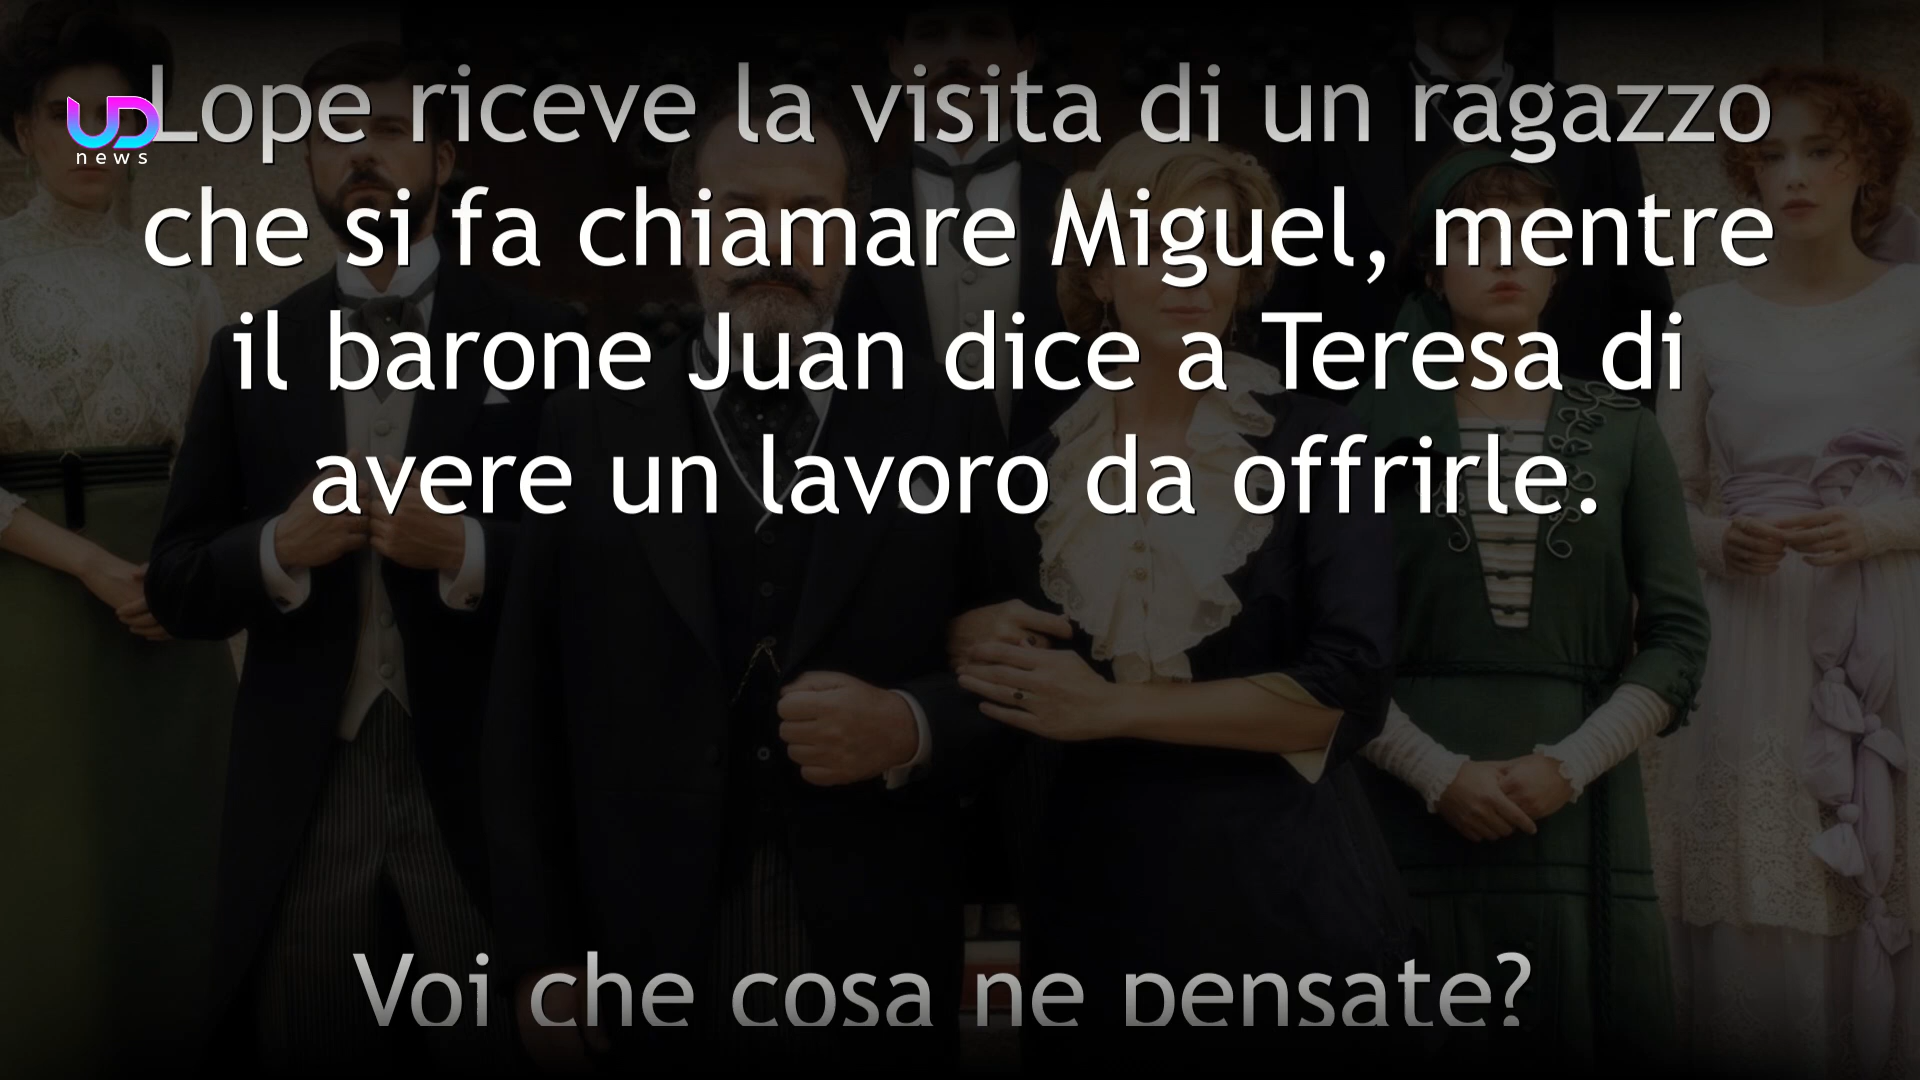 UD
news
Lope riceve la visita di un ragazzo
che si fa chiamare Miguel, mentre
il barone Juan dice a Teresa di
avere un lavoro da offrirle.
Voi che cosa ne pensate?